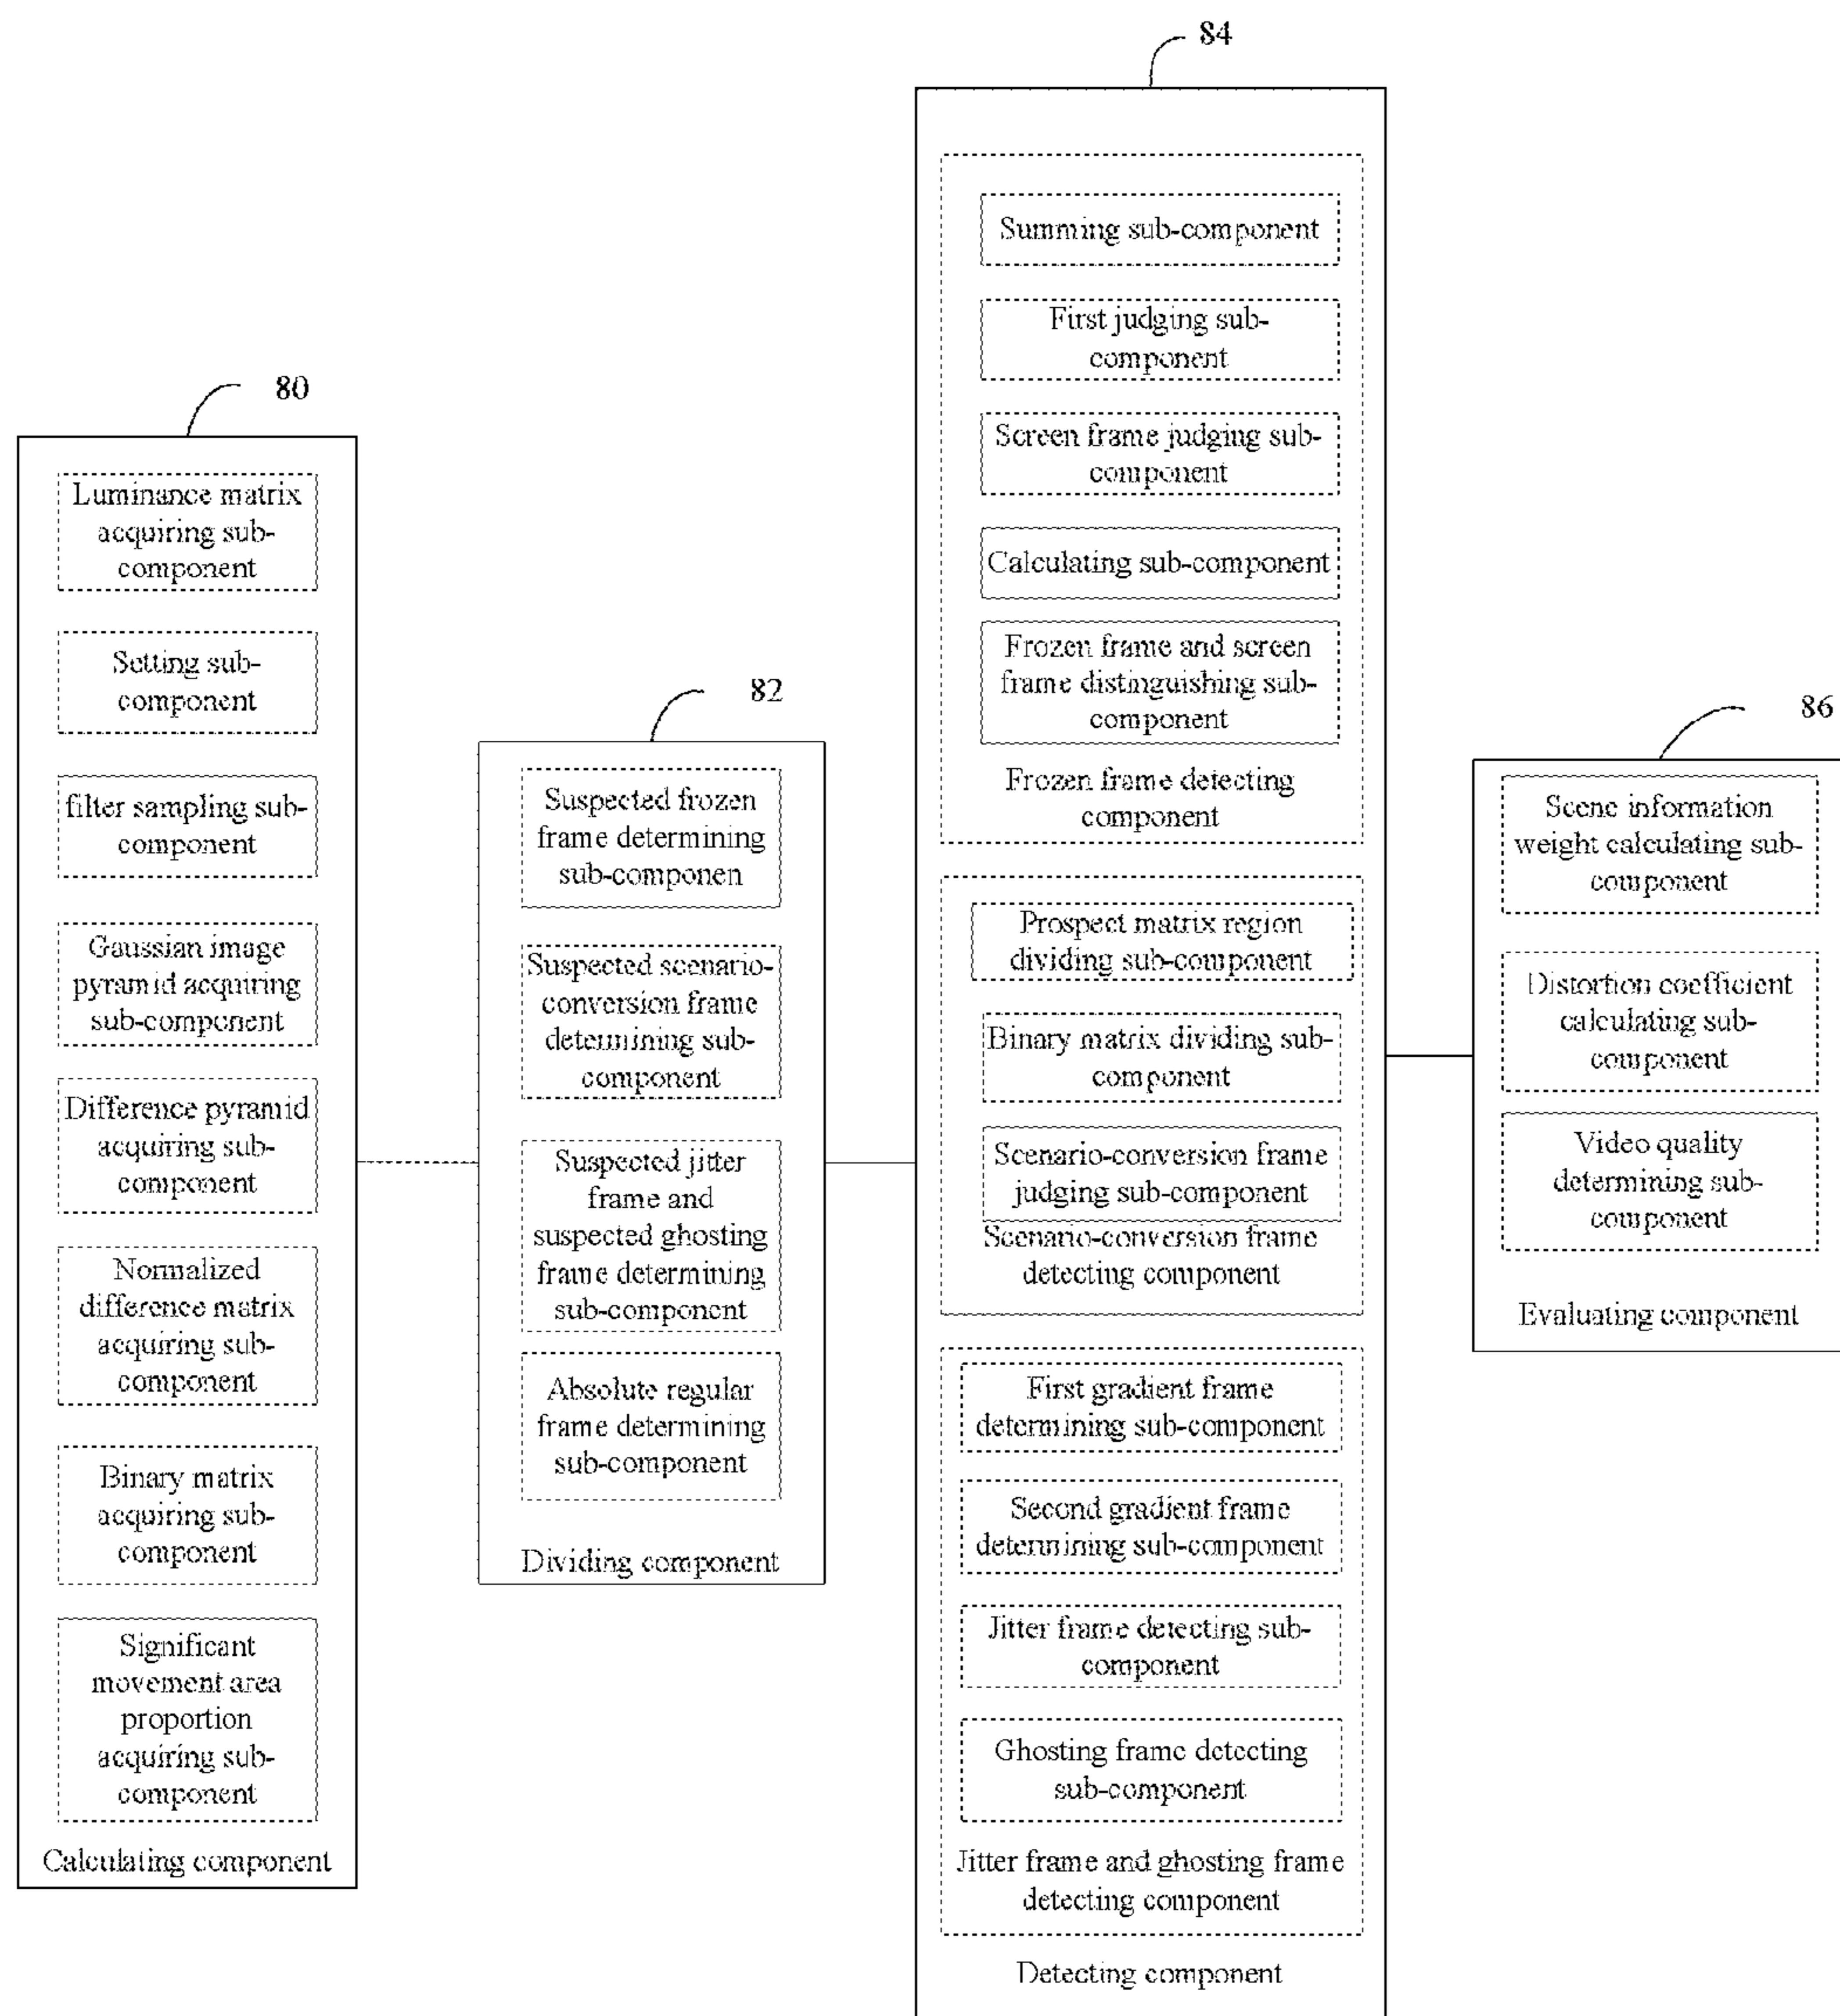 80
Luminance matrix
acquiring sub-
component
Setting sub-
component
filter sampling sub-
component
Gaussian image
pyramid acquiring
sub-component
Difference pyramid
acquiring sub-
component
Normalized
difference matrix
acquiring sub-
component
Binary matrix
acquiring sub-
component
Significant
movement area
proportion
acquiring sub-
component
Calculating component
82
Suspected frozen
frame determining
sub-componen
Suspected scenario-
conversion frame
determining sub-
component
Suspected jitter
frame and
suspected ghosting
frame determining
sub-component
Absolute regular
frame determining
sub-component
Dividing component
84
Summing sub-component
First judging sub-
component
Screen frame judging sub-
component
Calculating sub-component
Frozen frame and screen
frame distinguishing sub-
component
Frozen frame detecting
component
Prospect matrix region
dividing sub-component
Binary matrix dividing sub-
component
Scenario-conversion frame
judging sub-component
Scenario-conversion frame
detecting component
First gradient frame
determining sub-component
Second gradient frame
determining sub-component
Jitter frame detecting sub-
component
Ghosting frame detecting
sub-component
Jitter frame and ghosting frame
detecting component
Detecting component
86
Scene information
weight calculating sub-
component
Distortion coefficient
calculating sub-
component
Video quality
determining sub-
component
Evaluating component